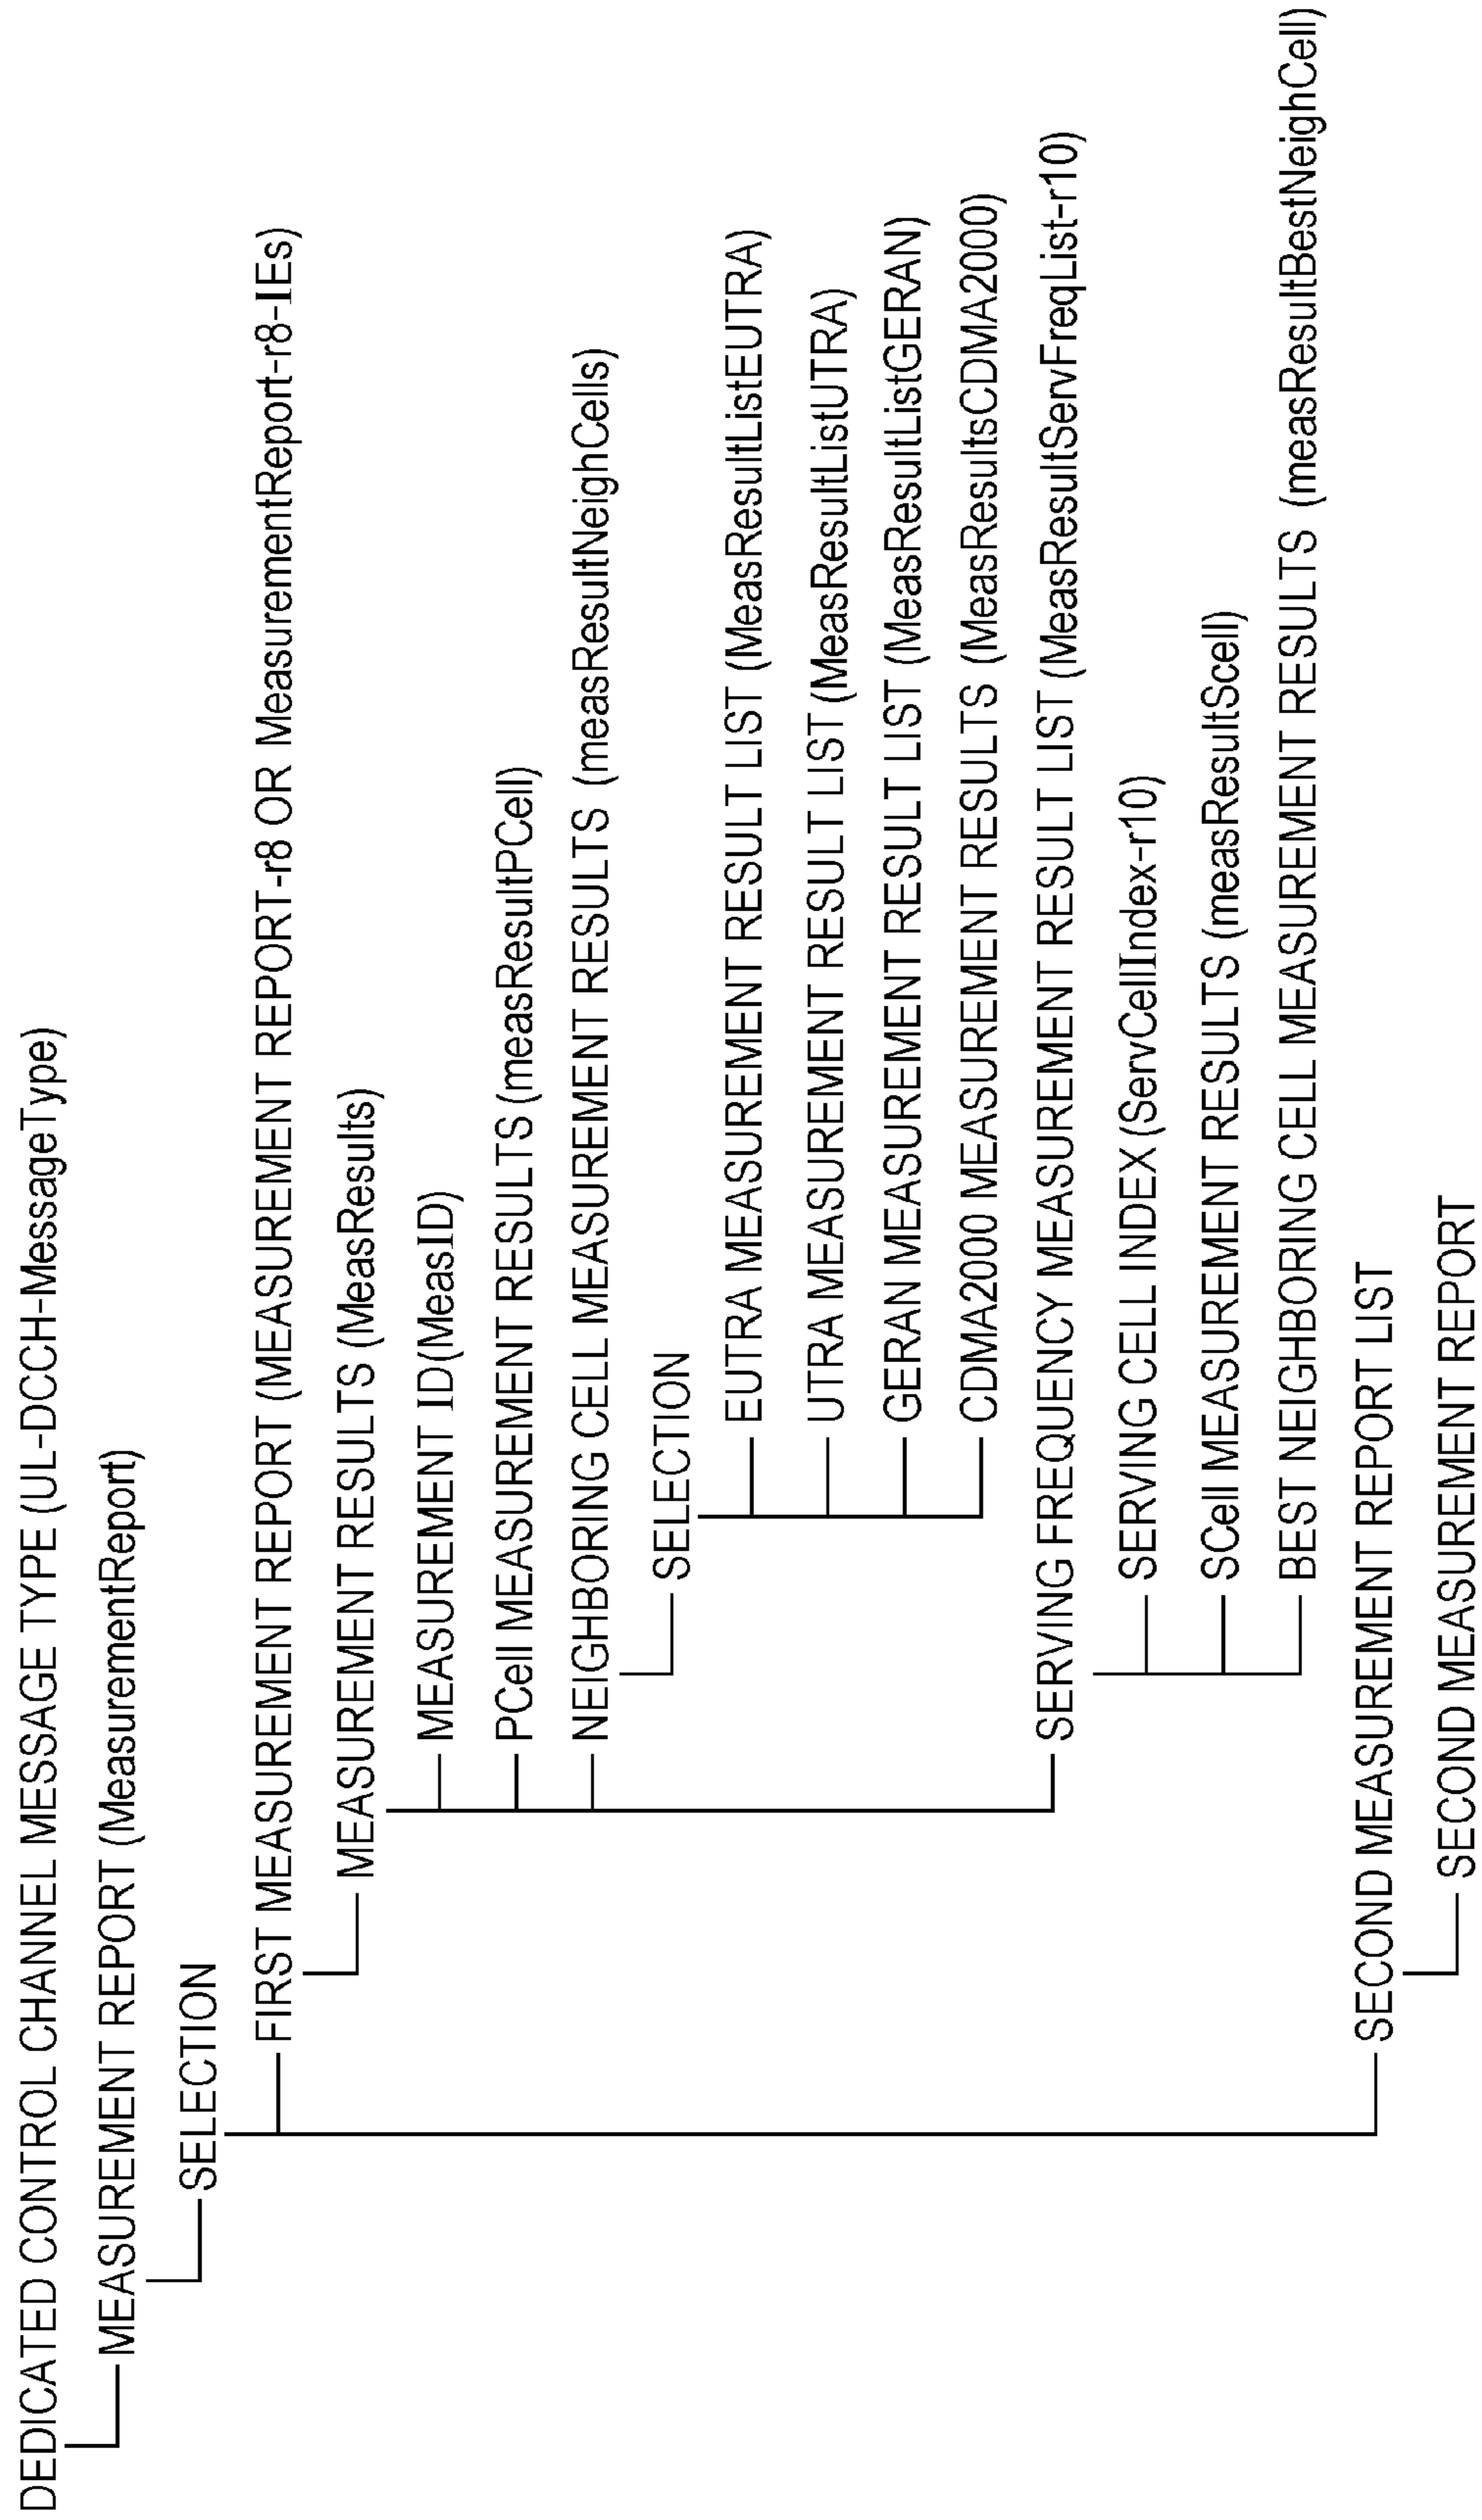 DEDICATED CONTROL CHANNEL MESSAGE TYPE (UL-DCCH-MessageType)
MEASUREMENT REPORT (MeasurementReport)
SELECTION
FIRST MEASUREMENT REPORT (MEASUREMENT REPORT-r8 OR MeasurementReport-r8-IEs)
MEASUREMENT RESULTS (MeasResults)
MEASUREMENT ID(MeasID)
PCell MEASUREMENT RESULTS (measResultPCell)
NEIGHBORING CELL MEASUREMENT RESULTS (measResultNeighCells)
SELECTION
EUTRA MEASUREMENT RESULT LIST (MeasResultListEUTRA)
UTRA MEASUREMENT RESULT LIST (MeasResultListUTRA)
GERAN MEASUREMENT RESULT LIST (MeasResultListGERAN)
CDMA2000 MEASUREMENT RESULTS (MeasResultsCDMA2000)
SERVING FREQUENCY MEASUREMENT RESULT LIST (MeasResultServFreqList-r10)
SERVING CELL INDEX (ServCellIndex-r10)
SCell MEASUREMENT RESULTS (measResultScell)
BEST NEIGHBORING CELL MEASUREMENT RESULTS (measResultBestNeighCell)
SECOND MEASUREMENT REPORT LIST
SECOND MEASUREMENT REPORT